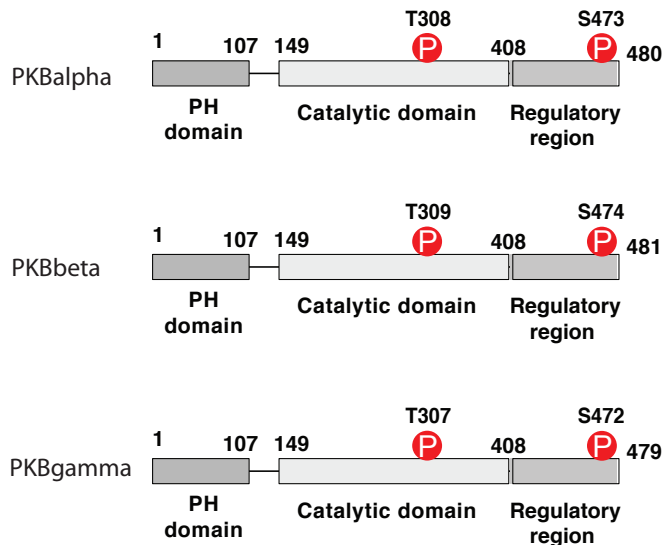 T308 S473
1 107 149 408 480
PKBalpha P P
PH Catalytic domain Regulatory
domain region
T309 S474
1 107 149 408 481
PKBbeta P P
PH Catalytic domain Regulatory
domain region
T307 S472
1 107 149 408 479
PKBgamma P P
PH Catalytic domain Regulatory
domain region